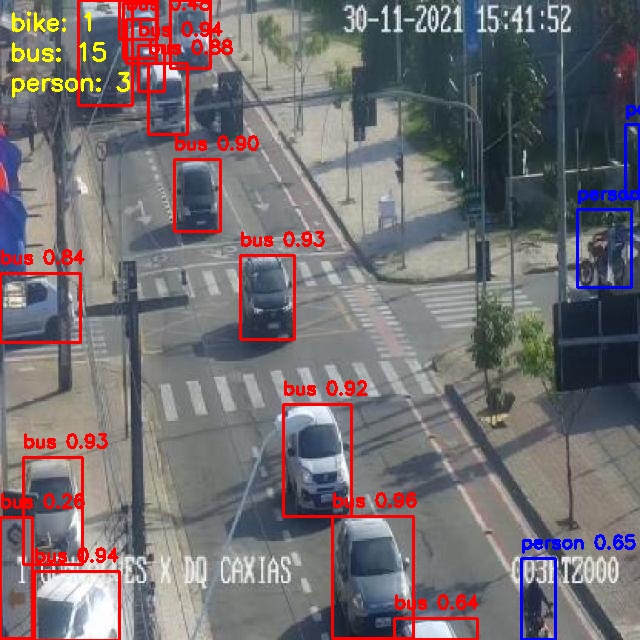 bike: 1
bus: 15
person: 3
30-11-2021 15:41:52
bus 0.48
0.94
bus 0.88
bus 0.90
bus 0.93
bus 0.84
bus 0.92
bus 0.93
bus 0.96
bus 0.26
bus 0.94
bus 0.64
person 0.65
X DQ CAXIAS